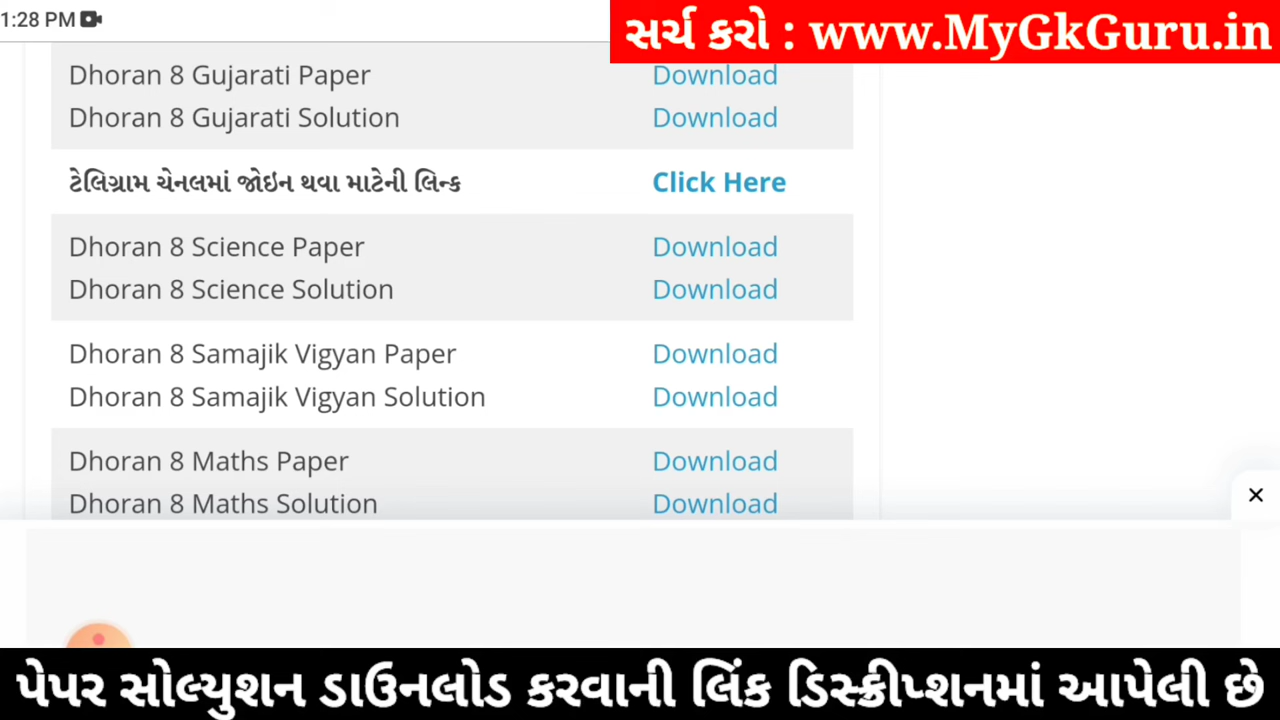 1:28 PM
સર્ચ કરો : www.MyGkGuru.in
Dhoran 8 Gujarati Paper Download
Dhoran 8 Gujarati Solution Download
ટેલિગ્રામ ચેનલમાં જોઇન થવા માટેની લિન્ક Click Here
Dhoran 8 Science Paper Download
Dhoran 8 Science Solution Download
Dhoran 8 Samajik Vigyan Paper Download
Dhoran 8 Samajik Vigyan Solution Download
Dhoran 8 Maths Paper Download
Dhoran 8 Maths Solution Download
પેપર સોલ્યુશન ડાઉનલોડ કરવાની લિંક ડિસ્ક્રીપ્શનમાં આપેલી છે